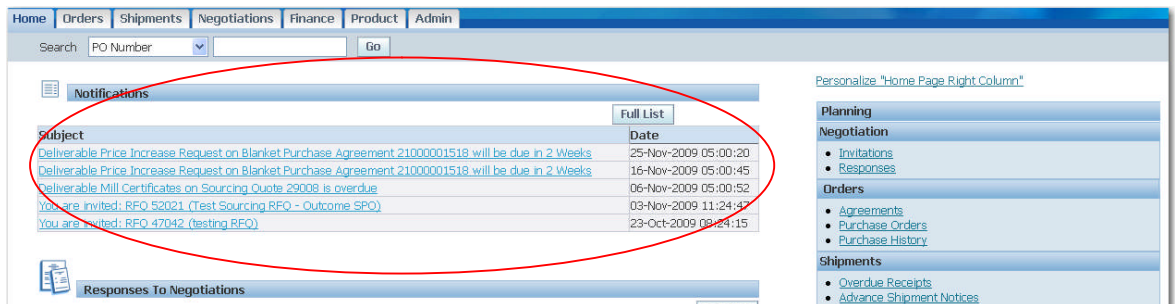 Home Orders Shipments Negotiations Finance Product Admin
Search PO Number Go
Notifications
Full List
Subject Date
Deliverable Price Increase Request on Blanket Purchase Agreement 21000001518 will be due in 2 Weeks 25-Nov-2009 05:00:20
Deliverable Price Increase Request on Blanket Purchase Agreement 21000001518 will be due in 2 Weeks 16-Nov-2009 05:00:45
Deliverable Mill Certificates on Sourcing Quote 29008 is overdue 06-Nov-2009 05:00:52
You are invited: RFQ 52021 (Test Sourcing RFQ - Outcome SPO) 03-Nov-2009 11:24:47
You are invited: RFQ 47042 (testing RFQ) 23-Oct-2009 08:24:15
Responses To Negotiations
Personalize "Home Page Right Column"
Planning
Negotiation
Invitations
Responses
Orders
Agreements
Purchase Orders
Purchase History
Shipments
Overdue Receipts
Advance Shipment Notices